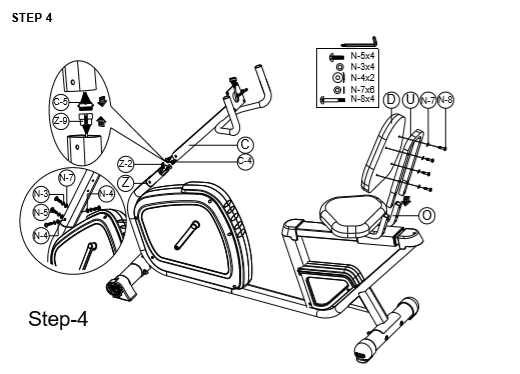 STEP 4
N-5x4
N-3x4
N-4x2
N-7x6
N-8x4
C-5
Z-9
D
U
N-7
N-8
C
Z-2
C-4
Z
N-7
N-3
N-4
N-5
N-4
O
Step-4